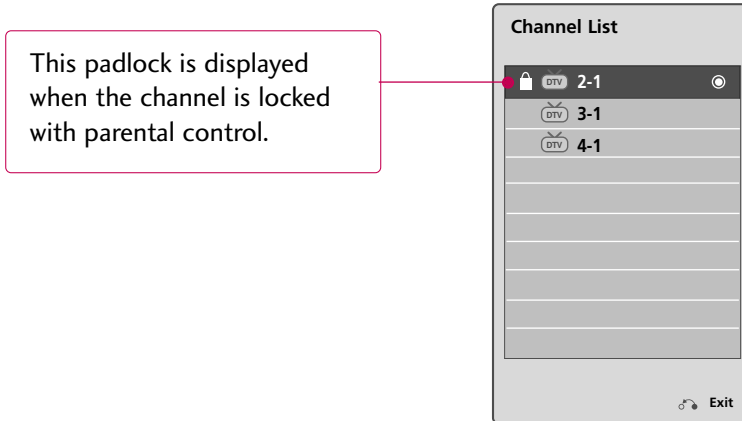 This padlock is displayed
when the channel is locked
with parental control.
Channel List
DTV 2-1
DTV 3-1
DTV 4-1
Exit